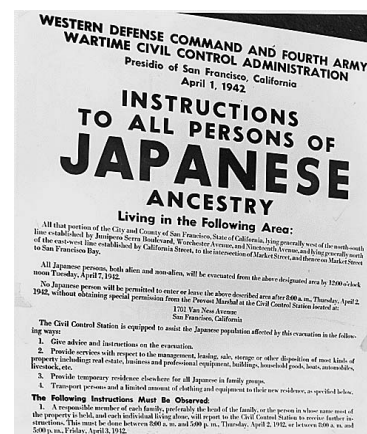 WESTERN DEFENSE COMMAND AND FOURTH ARMY
WARTIME CIVIL CONTROL ADMINISTRATION
Presidio of San Francisco, California
April 1, 1942
INSTRUCTIONS
TO ALL PERSONS OF
JAPANESE
ANCESTRY
Living in the Following Area:
All that portion of the City and County of San Francisco, State of California, lying generally west of the north-south
line established by Junipero Serra Boulevard, Worchester Avenue, and Nineteenth Avenue, and lying generally north
of the east-west line established by California Street, to the intersection of Market Street, and thence on Market Street
to San Francisco Bay.
All Japanese persons, both alien and non-alien, will be evacuated from the above designated area by 12:00 o'clock
noon Tuesday, April 7, 1942.
No Japanese person will be permitted to enter or leave the above described area after 8:00 a. m., Thursday, April 2,
1942, without obtaining special permission from the Provost Marshal at the Civil Control Station located at:
1701 Van Ness Avenue
San Francisco, California
The Civil Control Station is equipped to assist the Japanese population affected by this evacuation in the follow-
ing ways:
1. Give advice and instructions on the evacuation.
2. Provide services with respect to the management, leasing, sale, storage or other disposition of most kinds of
property including: real estate, business and professional equipment, buildings, household goods, boats, automobiles,
livestock, etc.
3. Provide temporary residence elsewhere for all Japanese in family groups.
4. Transport persons and a limited amount of clothing and equipment to their new residence, as specified below.
The Following Instructions Must Be Observed:
1. A responsible member of each family, preferably the head of the family, or the person in whose name most of
the property is held, and each individual living alone, will report to the Civil Control Station to receive further in-
structions. This must be done between 8:00 a. m. and 5:00 p. m., Thursday, April 2, 1942, or between 8:00 a. m. and
5:00 p. m., Friday, April 3, 1942.